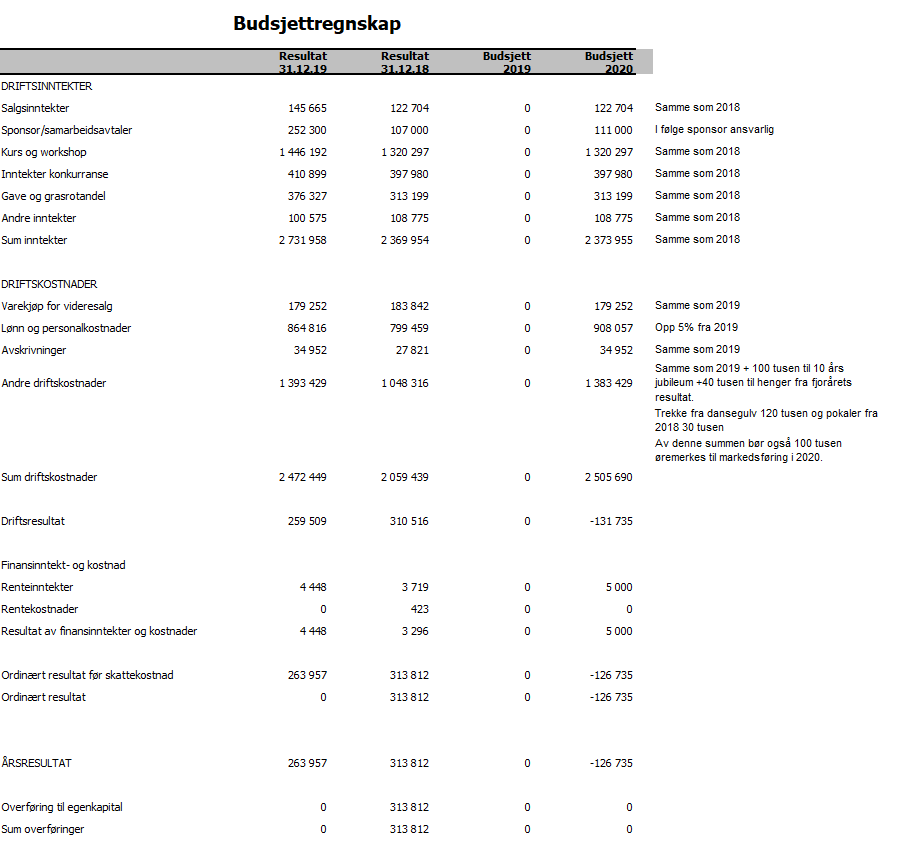 Budsjettregnskap
Resultat Resultat Budsjett Budsjett
31.12.19 31.12.18 2019 2020
DRIFTSINNTEKTER
Salgsinntekter 145 665 122 704 0 122 704 Samme som 2018
Sponsor/samarbeidsavtaler 252 300 107 000 0 111 000 I følge sponsor ansvarlig
Kurs og workshop 1 446 192 1 320 297 0 1 320 297 Samme som 2018
Inntekter konkurranse 410 899 397 980 0 397 980 Samme som 2018
Gave og grasrotandel 376 327 313 199 0 313 199 Samme som 2018
Andre inntekter 100 575 108 775 0 108 775 Samme som 2018
Sum inntekter 2 731 958 2 369 954 0 2 373 955 Samme som 2018
DRIFTSKOSTNADER
Varekjøp for videresalg 179 252 183 842 0 179 252 Samme som 2019
Lønn og personalkostnader 864 816 799 459 0 908 057 Opp 5% fra 2019
Avskrivninger 34 952 27 821 0 34 952 Samme som 2019
Samme som 2019 + 100 tusen til 10 års
Andre driftskostnader 1 393 429 1 048 316 0 1 383 429 jubileum +40 tusen til henger fra fjorårets
resultat.
Trekke fra dansegulv 120 tusen og pokaler fra
2018 30 tusen
Av denne summen bør også 100 tusen
øremerkes til markedsføring i 2020.
Sum driftskostnader 2 472 449 2 059 439 0 2 505 690
Driftsresultat 259 509 310 516 0 -131 735
Finansinntekt- og kostnad
Renteinntekter 4 448 3 719 0 5 000
Rentekostnader 0 423 0 0
Resultat av finansinntekter og kostnader 4 448 3 296 0 5 000
Ordinært resultat før skattekostnad 263 957 313 812 0 -126 735
Ordinært resultat 0 313 812 0 -126 735
ÅRSRESULTAT 263 957 313 812 0 -126 735
Overføring til egenkapital 0 313 812 0 0
Sum overføringer 0 313 812 0 0